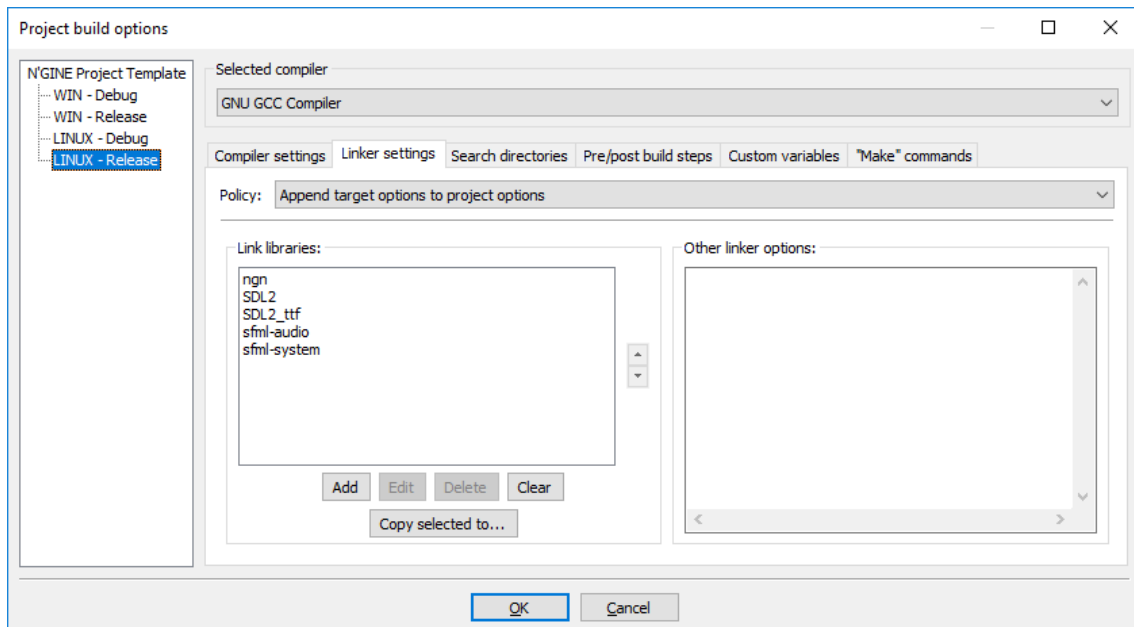 Project build options
N'GINE Project Template
WIN - Debug
WIN - Release
LINUX - Debug
LINUX - Release
Selected compiler
GNU GCC Compiler
Compiler settings Linker settings Search directories Pre/post build steps Custom variables "Make" commands
Policy: Append target options to project options
Link libraries:
ngn
SDL2
SDL2_ttf
sfml-audio
sfml-system
Add Edit Delete Clear
Copy selected to...
Other linker options:
OK Cancel